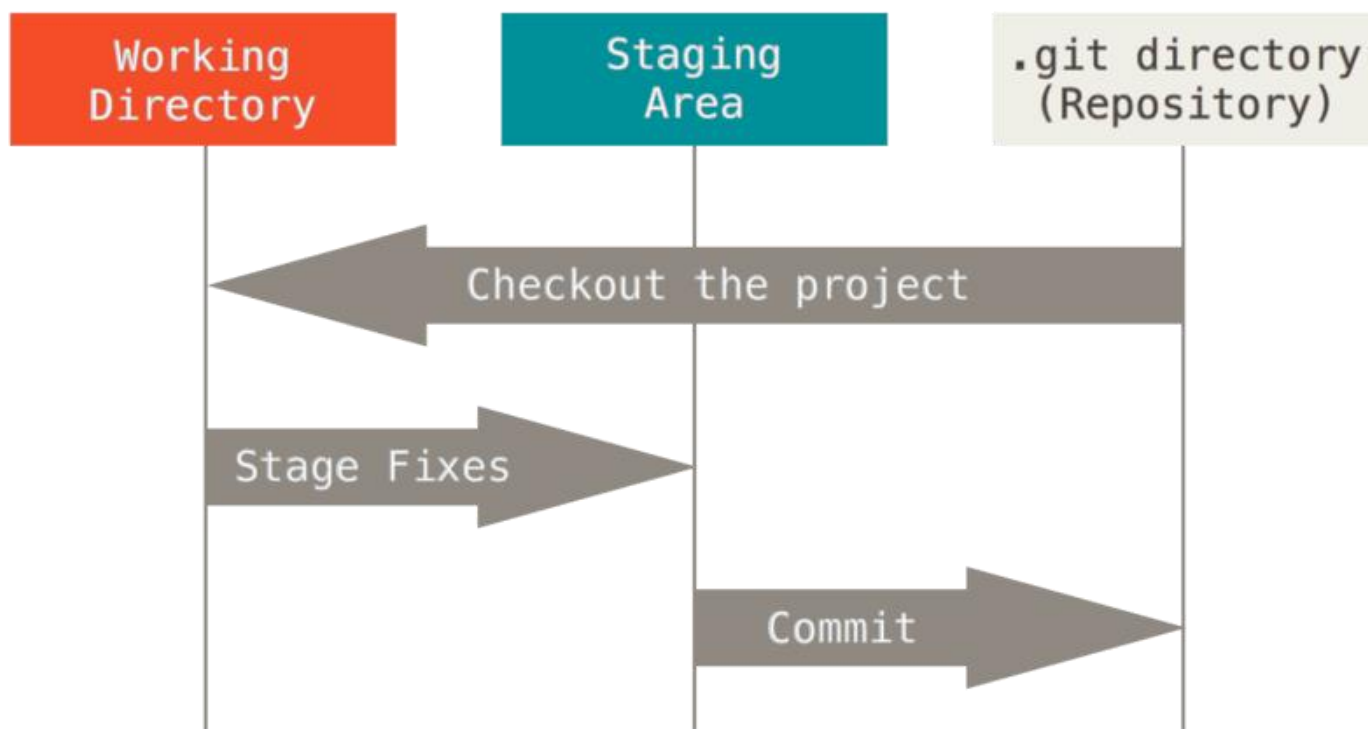 Working
Directory
Staging
Area
.git directory
(Repository)
Checkout the project
Stage Fixes
Commit